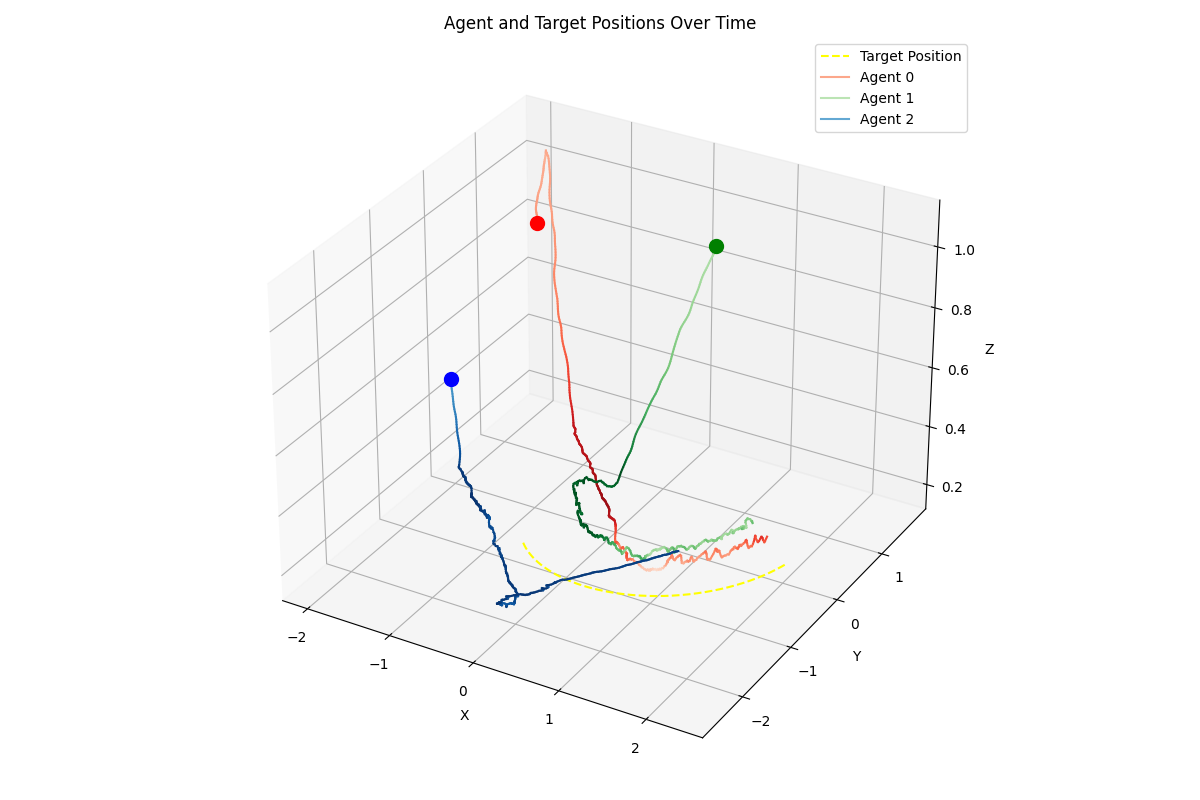 Agent and Target Positions Over Time
Target Position
Agent 0
Agent 1
Agent 2
1.0
0.8
Z
0.6
0.4
0.2
1
0
Y
−1
−2
−2
−1
0
X
1
2